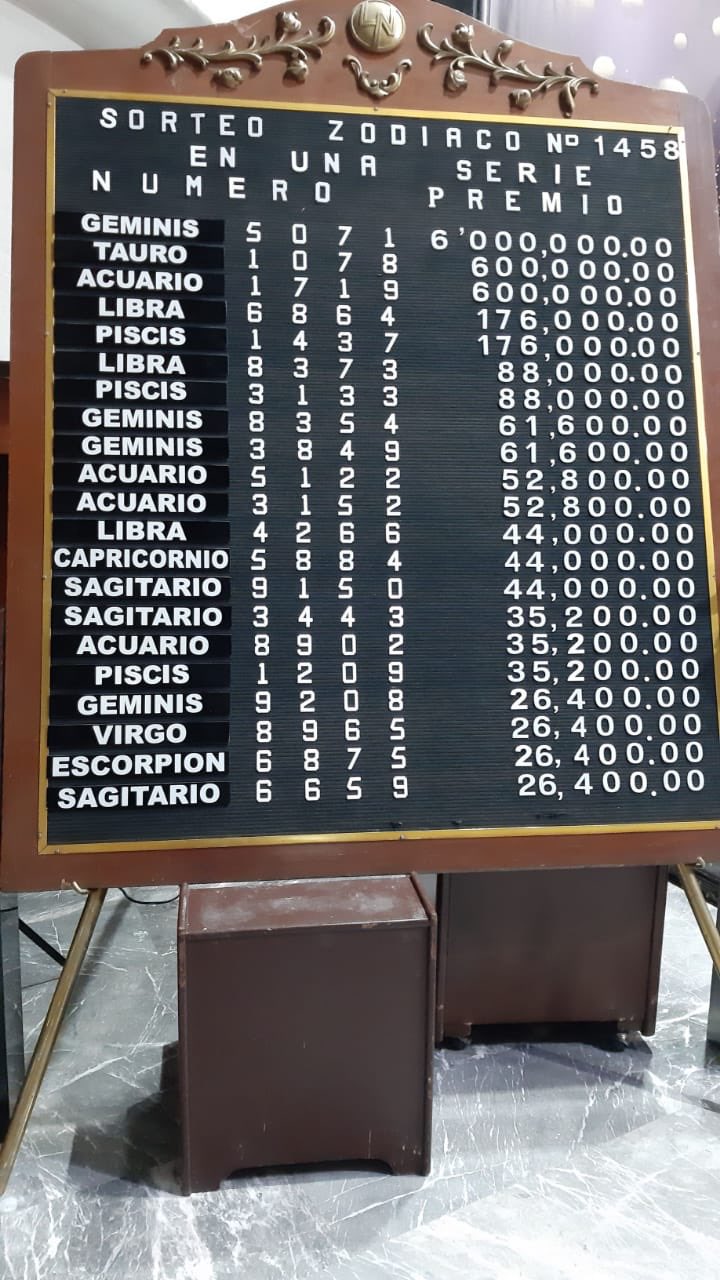 LN
SORTEO ZODIACO Nº 1458
EN UNA SERIE
NUMERO PREMIO
GEMINIS 5071 6'000,000.00
TAURO 1078 600,000.00
ACUARIO 1719 600,000.00
LIBRA 6864 176,000.00
PISCIS 1437 176,000.00
LIBRA 8373 88,000.00
PISCIS 3133 88,000.00
GEMINIS 8354 61,600.00
GEMINIS 3849 61,600.00
ACUARIO 5122 52,800.00
ACUARIO 3152 52,800.00
LIBRA 4266 44,000.00
CAPRICORNIO 5884 44,000.00
SAGITARIO 9150 44,000.00
SAGITARIO 3443 35,200.00
ACUARIO 8902 35,200.00
PISCIS 1209 35,200.00
GEMINIS 9208 26,400.00
VIRGO 8965 26,400.00
ESCORPION 6875 26,400.00
SAGITARIO 6659 26,400.00